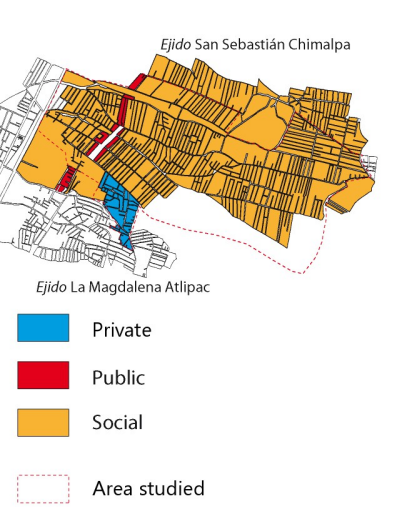 Ejido San Sebastián Chimalpa
Ejido La Magdalena Atlipac
Private
Public
Social
Area studied